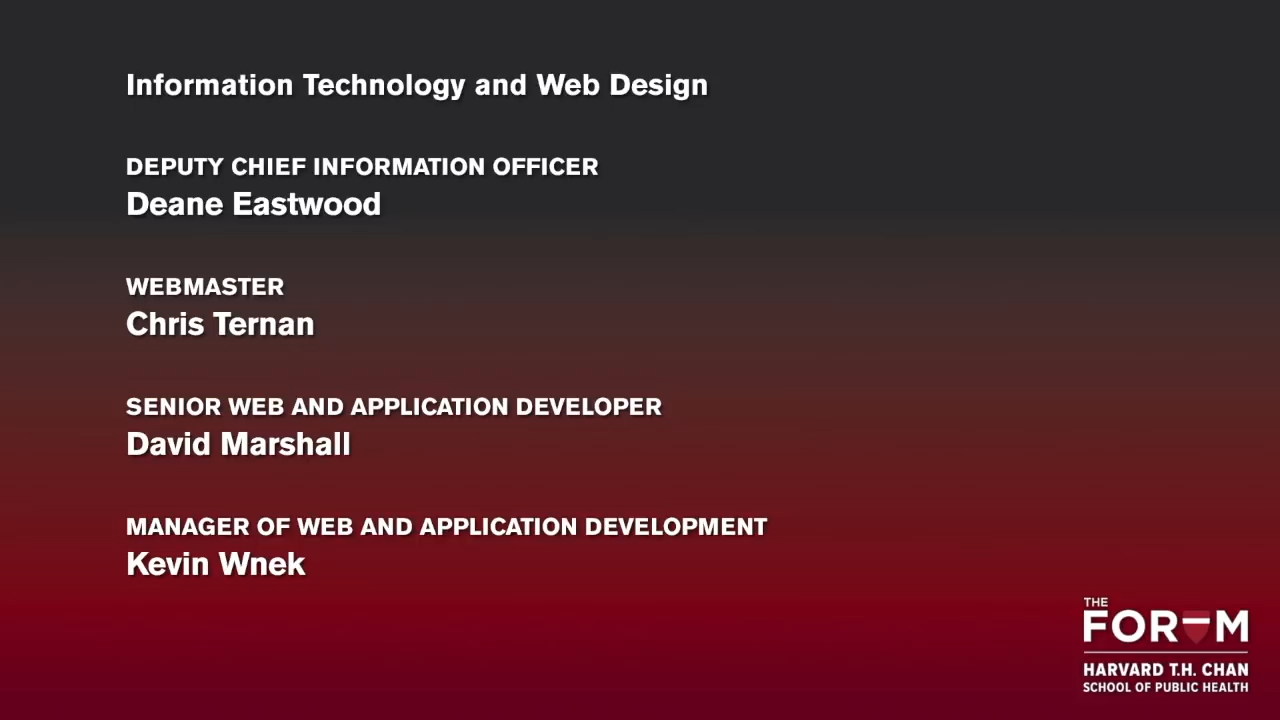 Information Technology and Web Design
DEPUTY CHIEF INFORMATION OFFICER
Deane Eastwood
WEBMASTER
Chris Ternan
SENIOR WEB AND APPLICATION DEVELOPER
David Marshall
MANAGER OF WEB AND APPLICATION DEVELOPMENT
Kevin Wnek
THE
FORUM
HARVARD T.H. CHAN
SCHOOL OF PUBLIC HEALTH